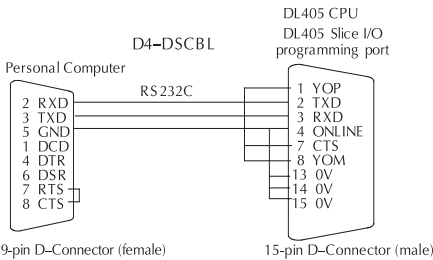 DL405 CPU
DL405 Slice I/O
programming port
D4–DSCBL
Personal Computer
RS232C
2 RXD
3 TXD
5 GND
1 DCD
4 DTR
6 DSR
7 RTS
8 CTS
1 YOP
2 TXD
3 RXD
4 ONLINE
7 CTS
8 YOM
13 0V
14 0V
15 0V
9-pin D–Connector (female)
15-pin D–Connector (male)